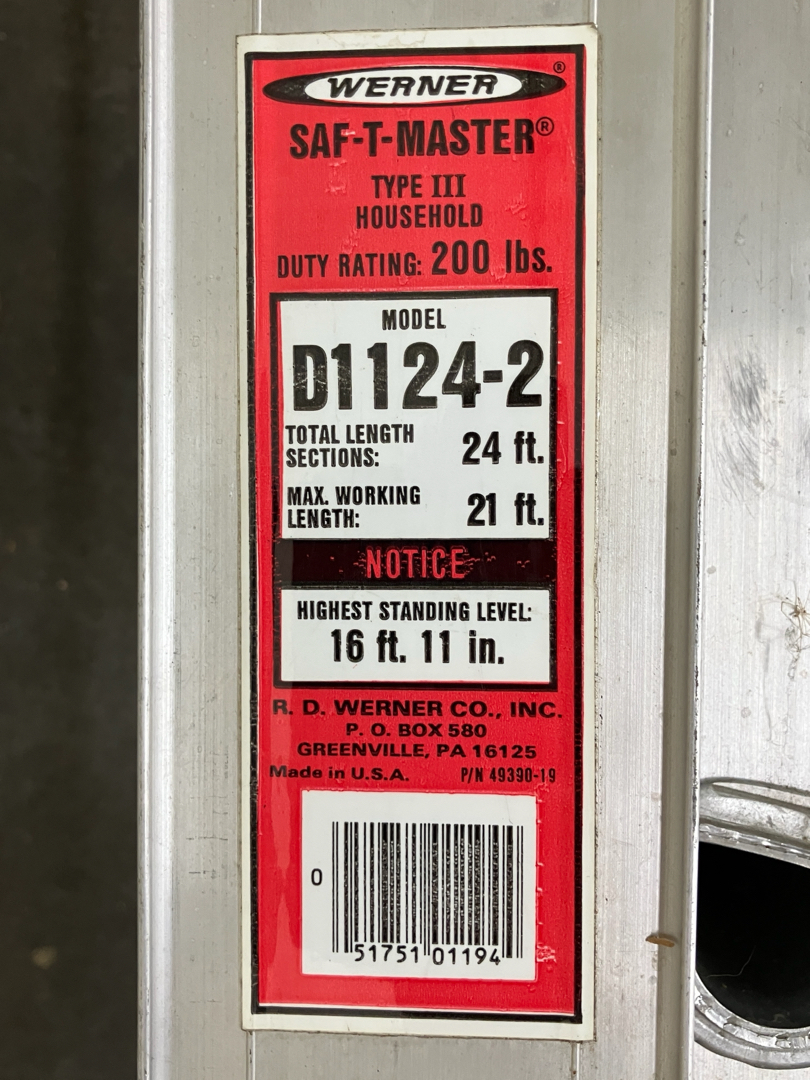 WERNER®
SAF-T-MASTER®
TYPE III
HOUSEHOLD
DUTY RATING: 200 lbs.
MODEL
D1124-2
TOTAL LENGTH
SECTIONS: 24 ft.
MAX. WORKING
LENGTH: 21 ft.
NOTICE
HIGHEST STANDING LEVEL:
16 ft. 11 in.
R. D. WERNER CO., INC.
P. O. BOX 580
GREENVILLE, PA 16125
Made in U.S.A. P/N 49390-19
0 51751 01194